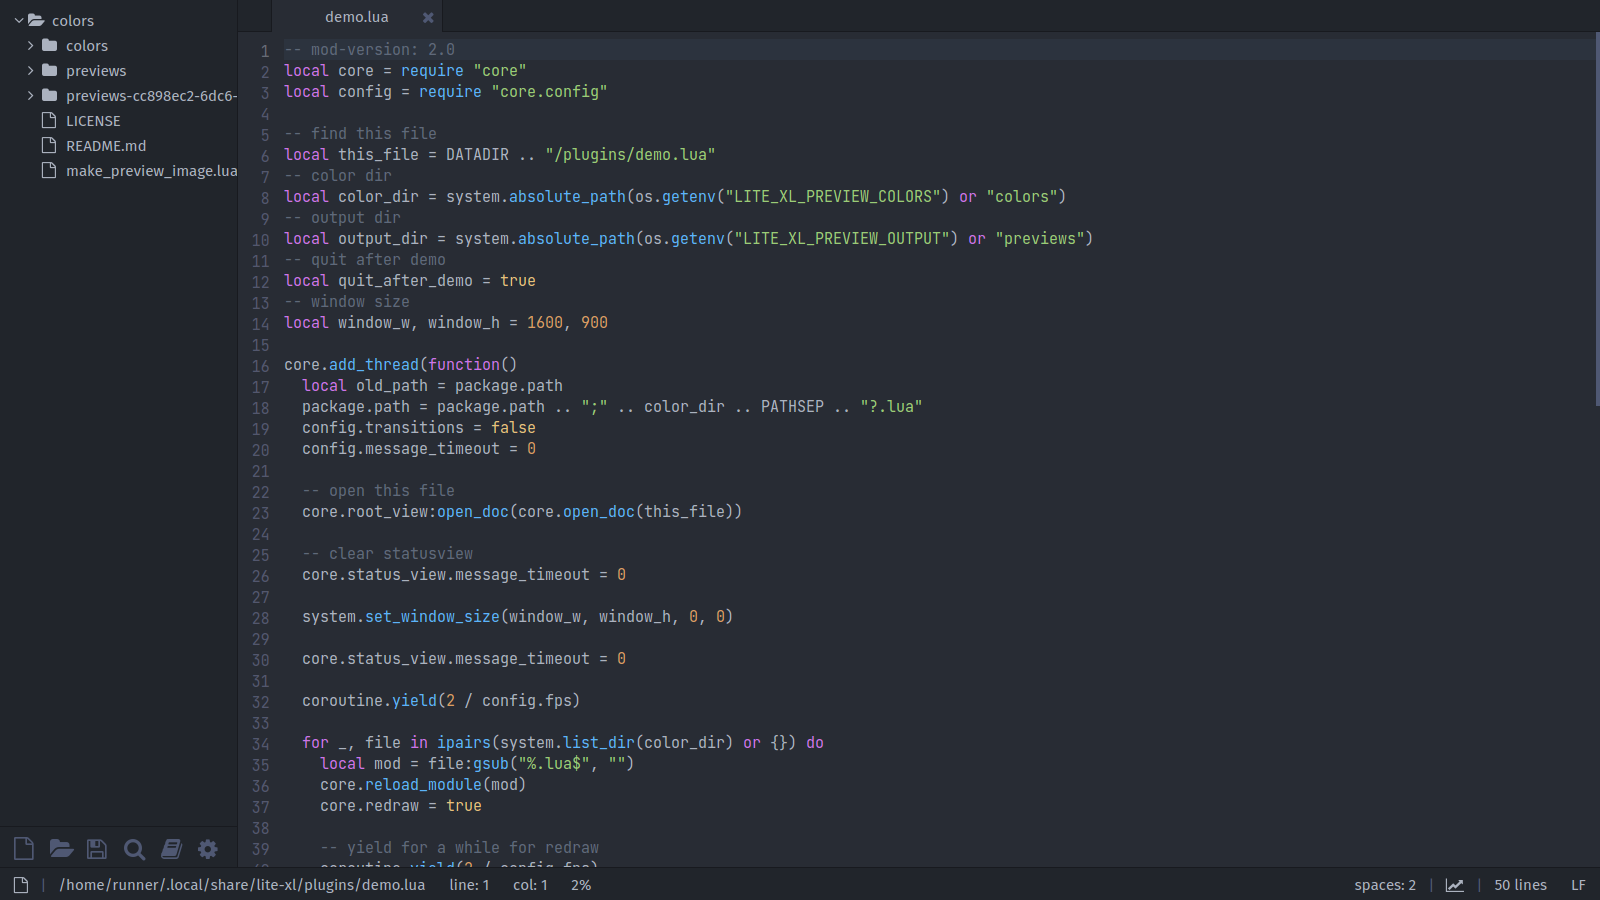 colors
colors
previews
previews-cc898ec2-6dc6-
LICENSE
README.md
make_preview_image.lua
demo.lua
1 -- mod-version: 2.0
2 local core = require "core"
3 local config = require "core.config"
4
5 -- find this file
6 local this_file = DATADIR .. "/plugins/demo.lua"
7 -- color dir
8 local color_dir = system.absolute_path(os.getenv("LITE_XL_PREVIEW_COLORS") or "colors")
9 -- output dir
10 local output_dir = system.absolute_path(os.getenv("LITE_XL_PREVIEW_OUTPUT") or "previews")
11 -- quit after demo
12 local quit_after_demo = true
13 -- window size
14 local window_w, window_h = 1600, 900
15
16 core.add_thread(function()
17   local old_path = package.path
18   package.path = package.path .. ";" .. color_dir .. PATHSEP .. "?.lua"
19   config.transitions = false
20   config.message_timeout = 0
21
22   -- open this file
23   core.root_view:open_doc(core.open_doc(this_file))
24
25   -- clear statusview
26   core.status_view.message_timeout = 0
27
28   system.set_window_size(window_w, window_h, 0, 0)
29
30   core.status_view.message_timeout = 0
31
32   coroutine.yield(2 / config.fps)
33
34   for _, file in ipairs(system.list_dir(color_dir) or {}) do
35     local mod = file:gsub("%.lua$", "")
36     core.reload_module(mod)
37     core.redraw = true
38
39     -- yield for a while for redraw
40     coroutine.yield(2 / config.fps)
/home/runner/.local/share/lite-xl/plugins/demo.lua line: 1 col: 1 2% spaces: 2 50 lines LF